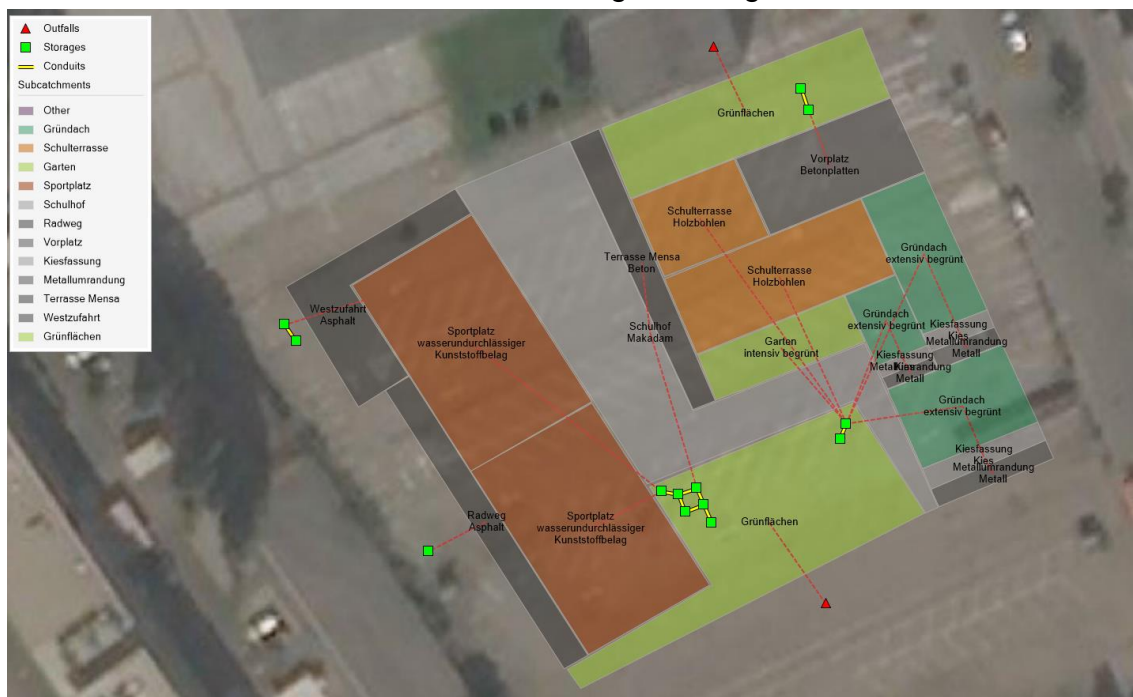 Outfalls
Storages
Conduits
Subcatchments
Other
Gründach
Schulterrasse
Garten
Sportplatz
Schulhof
Radweg
Vorplatz
Kiesfassung
Metallumrandung
Terrasse Mensa
Westzufahrt
Grünflächen
Grünflächen
Vorplatz
Betonplatten
Schulterrasse
Holzbohlen
Terrasse Mensa
Beton
Schulterrasse
Holzbohlen
Gründach
extensiv begrünt
Westzufahrt
Asphalt
Sportplatz
wasserundurchlässiger
Kunststoffbelag
Schulhof
Makadam
Garten
intensiv begrünt
Gründach
extensiv begrünt
Kiesfassung
Kies
Metallumrandung
Metall
Kiesfassung
Metall
Gründach
extensiv begrünt
Kiesfassung
Kies
Metallumrandung
Metall
Radweg
Asphalt
Sportplatz
wasserundurchlässiger
Kunststoffbelag
Grünflächen